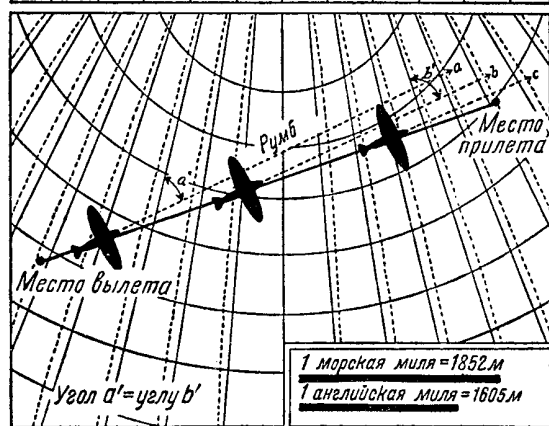 b' a b c
Румб
Место
прилета
a
Место вылета
1 морская миля=1852м
1 английская миля=1605м
Угол a'=углу b'